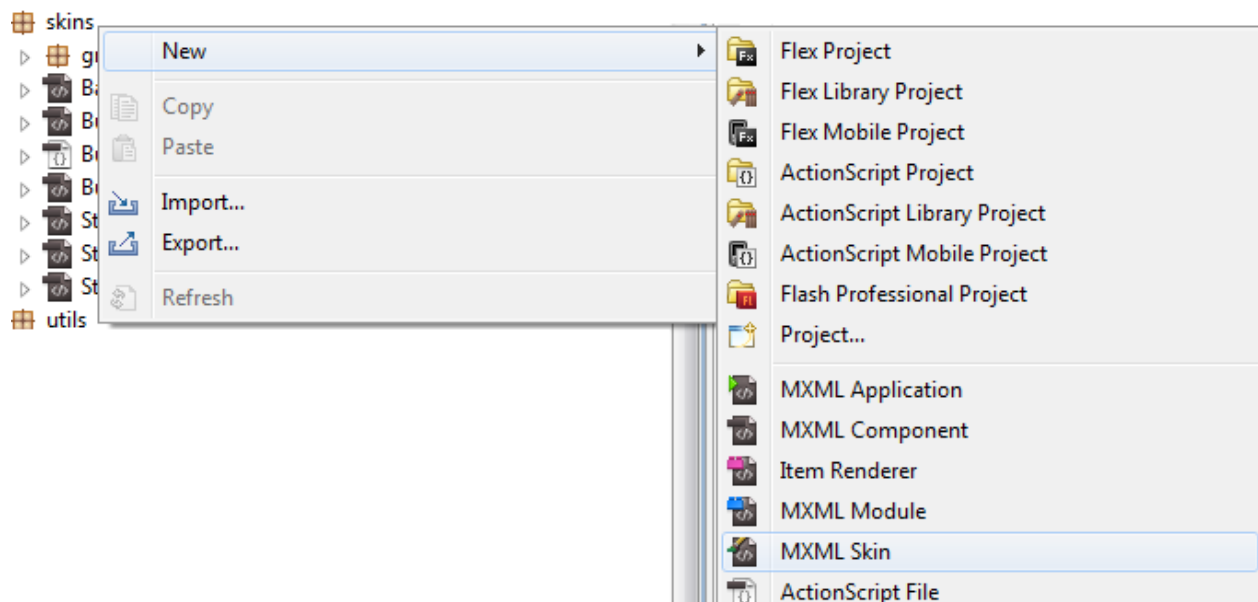 skins
New
Copy
Paste
Import...
Export...
Refresh
utils
Flex Project
Flex Library Project
Flex Mobile Project
ActionScript Project
ActionScript Library Project
ActionScript Mobile Project
Flash Professional Project
Project...
MXML Application
MXML Component
Item Renderer
MXML Module
MXML Skin
ActionScript File